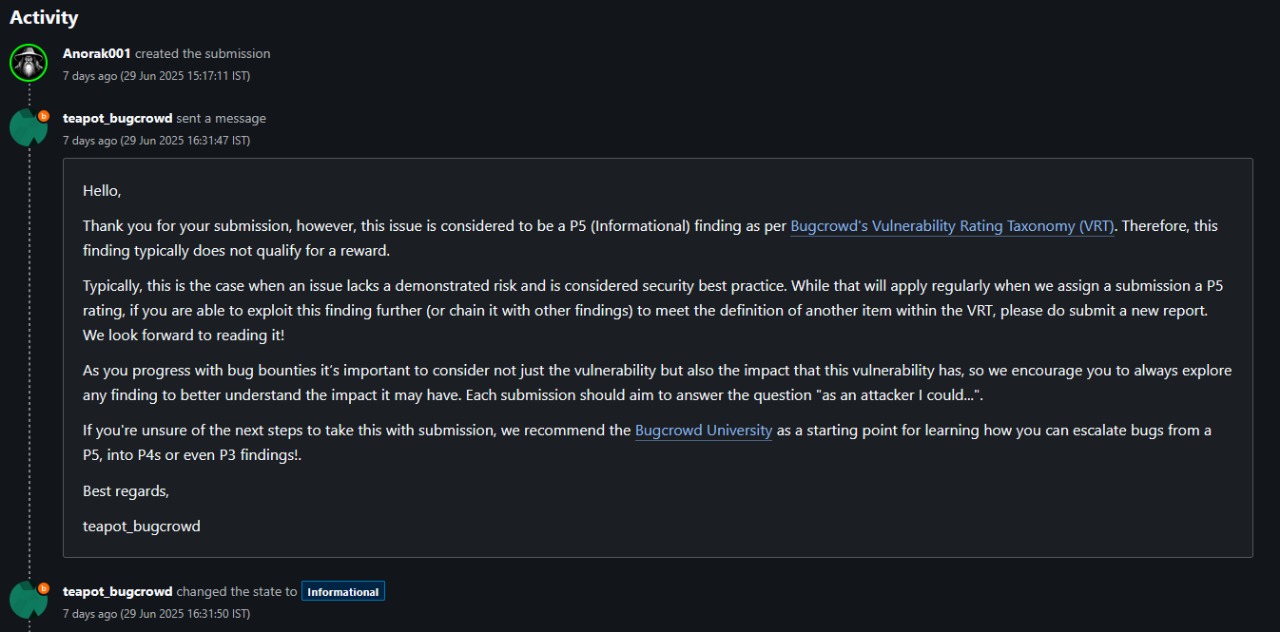 Activity
Anorak001 created the submission
7 days ago (29 Jun 2025 15:17:11 IST)
b
teapot_bugcrowd sent a message
7 days ago (29 Jun 2025 16:31:47 IST)
Hello,
Thank you for your submission, however, this issue is considered to be a P5 (Informational) finding as per Bugcrowd's Vulnerability Rating Taxonomy (VRT). Therefore, this
finding typically does not qualify for a reward.
Typically, this is the case when an issue lacks a demonstrated risk and is considered security best practice. While that will apply regularly when we assign a submission a P5
rating, if you are able to exploit this finding further (or chain it with other findings) to meet the definition of another item within the VRT, please do submit a new report.
We look forward to reading it!
As you progress with bug bounties it's important to consider not just the vulnerability but also the impact that this vulnerability has, so we encourage you to always explore
any finding to better understand the impact it may have. Each submission should aim to answer the question "as an attacker I could...".
If you're unsure of the next steps to take this with submission, we recommend the Bugcrowd University as a starting point for learning how you can escalate bugs from a
P5, into P4s or even P3 findings!.
Best regards,
teapot_bugcrowd
b
teapot_bugcrowd changed the state to Informational
7 days ago (29 Jun 2025 16:31:50 IST)